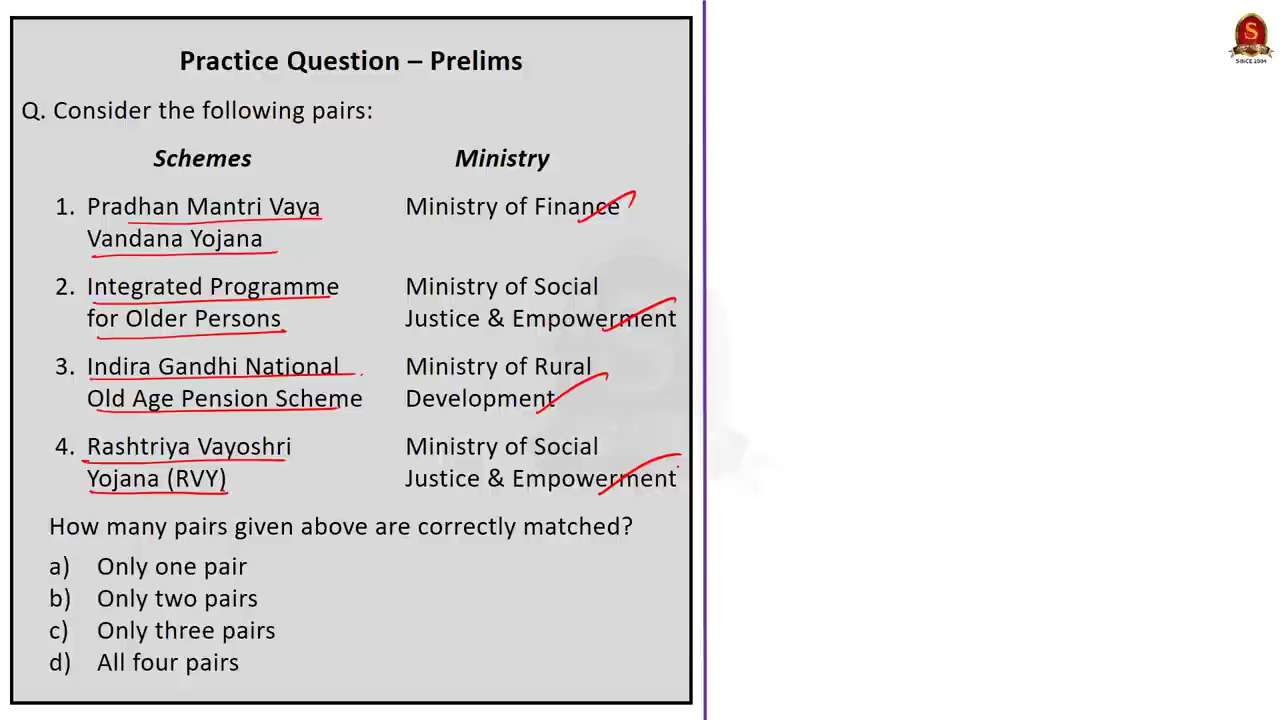 Practice Question – Prelims
Q. Consider the following pairs:
Schemes Ministry
1. Pradhan Mantri Vaya Ministry of Finance
Vandana Yojana
2. Integrated Programme Ministry of Social
for Older Persons Justice & Empowerment
3. Indira Gandhi National Ministry of Rural
Old Age Pension Scheme Development
4. Rashtriya Vayoshri Ministry of Social
Yojana (RVY) Justice & Empowerment
How many pairs given above are correctly matched?
a) Only one pair
b) Only two pairs
c) Only three pairs
d) All four pairs
S
SINCE 2004